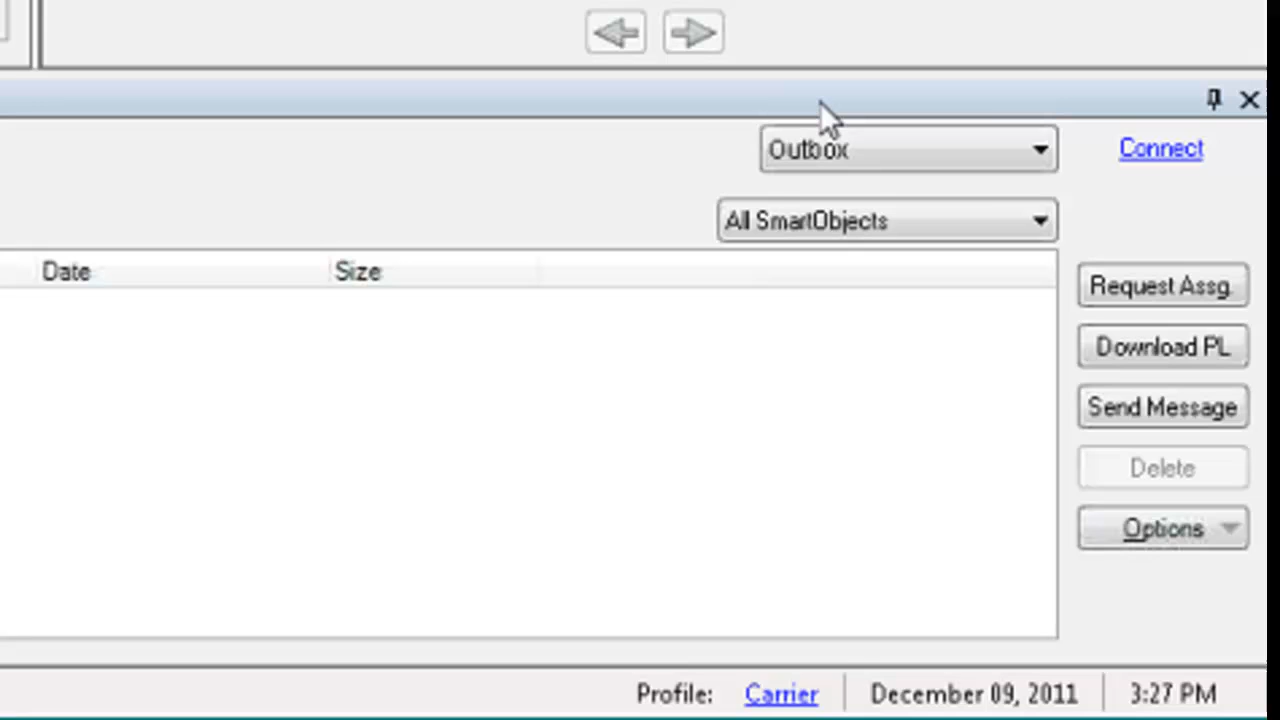 Outbox
Connect
All SmartObjects
Date Size
Request Assg.
Download PL
Send Message
Delete
Options
Profile: Carrier December 09, 2011 3:27 PM